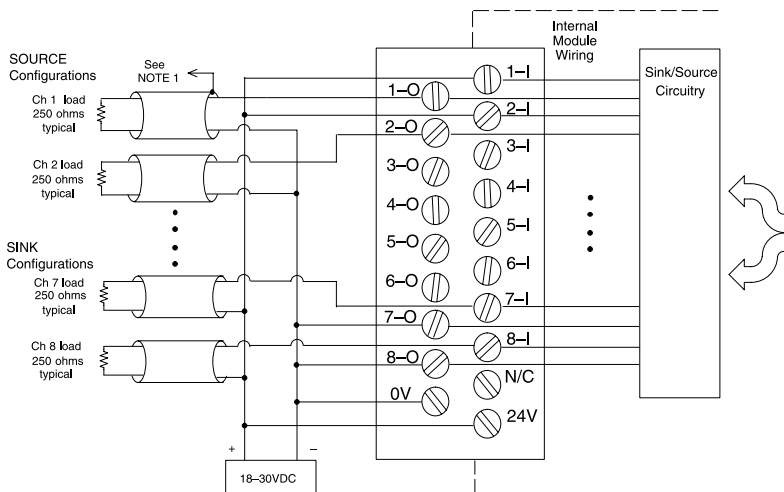 Internal
Module
Wiring
SOURCE
Configurations
See
NOTE 1
Sink/Source
Circuitry
Ch 1 load
250 ohms
typical
Ch 2 load
250 ohms
typical
SINK
Configurations
Ch 7 load
250 ohms
typical
Ch 8 load
250 ohms
typical
1–O
2–O
3–O
4–O
5–O
6–O
7–O
8–O
0V
1–I
2–I
3–I
4–I
5–I
6–I
7–I
8–I
N/C
24V
+
–
18–30VDC